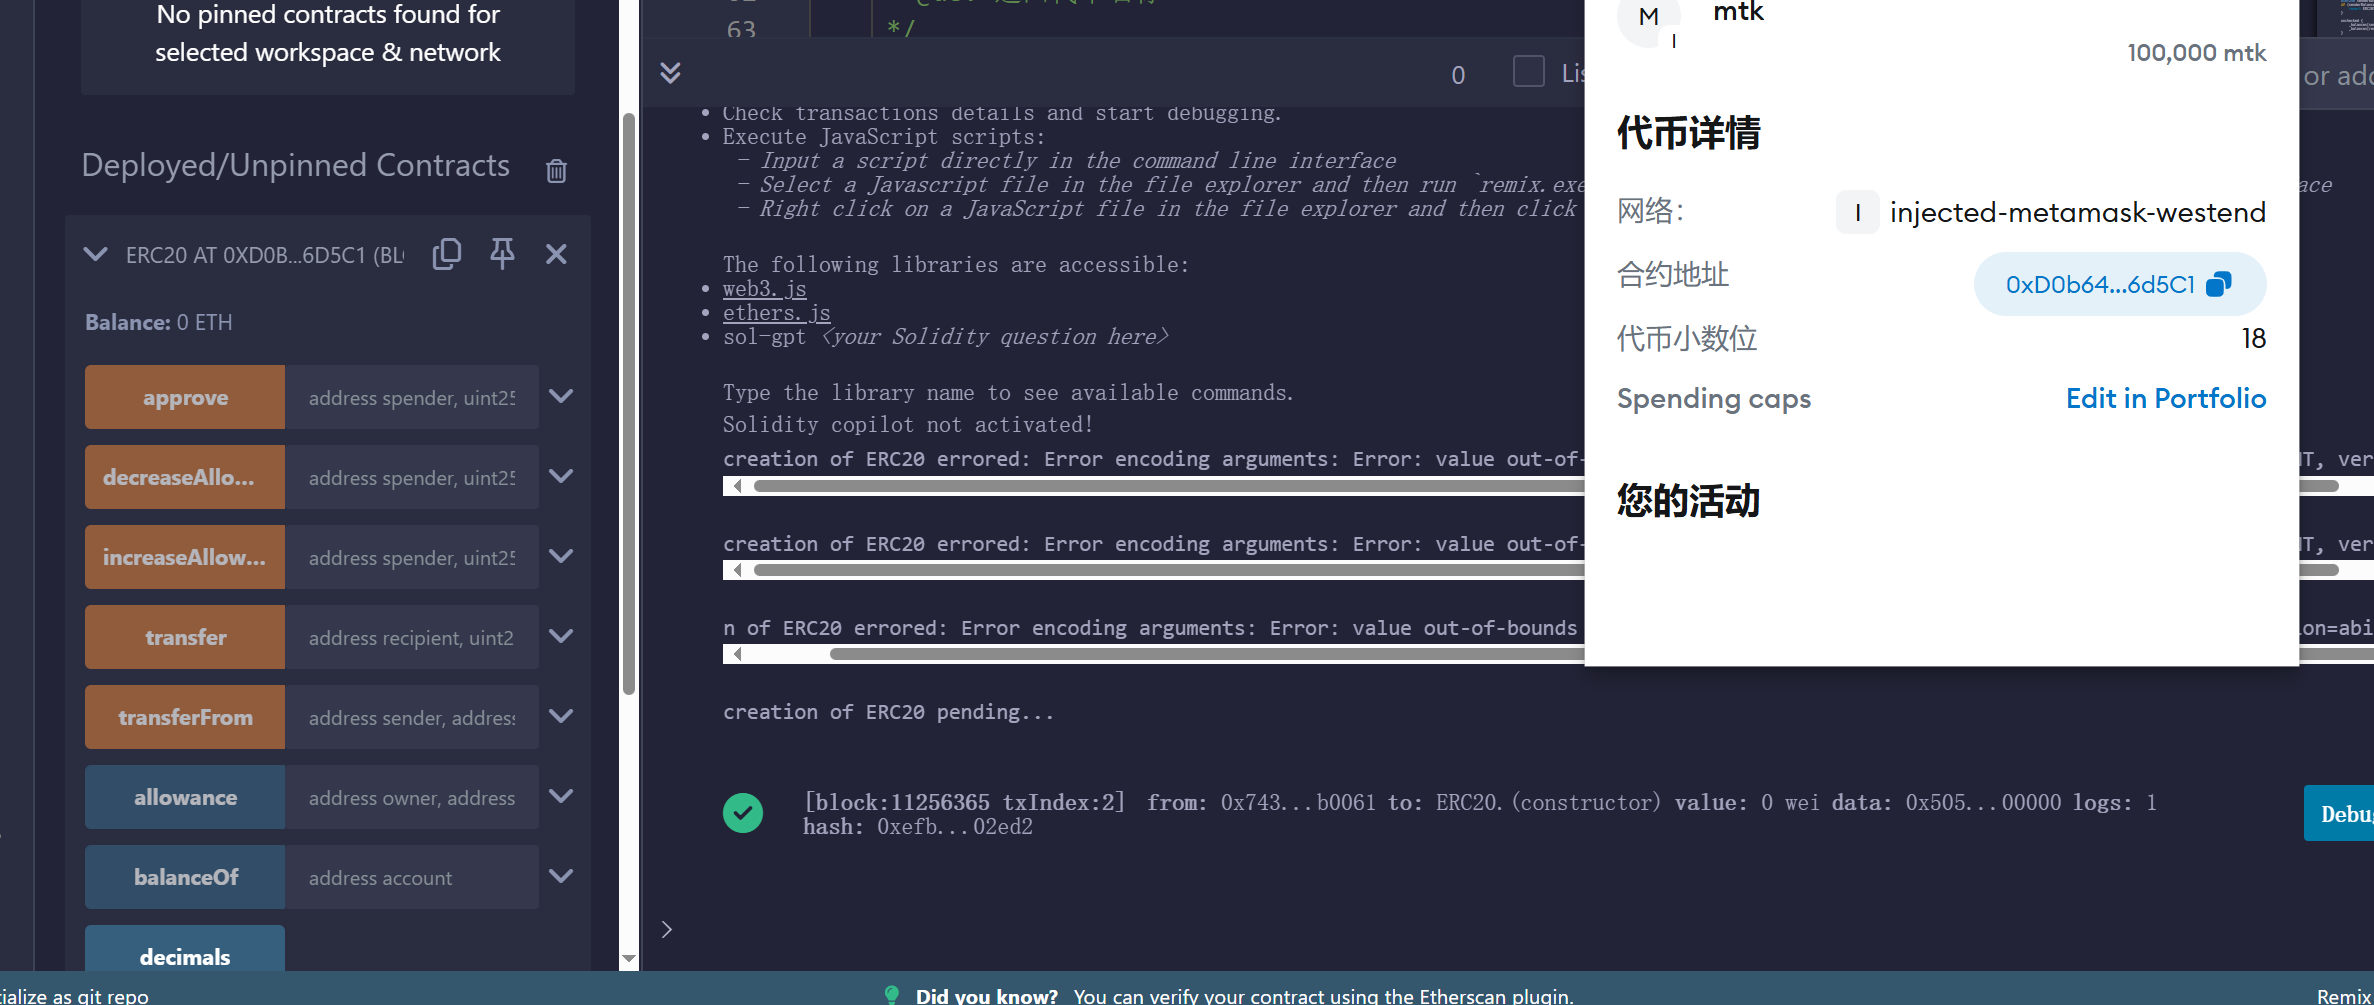 No pinned contracts found for
selected workspace & network
Deployed/Unpinned Contracts
ERC20 AT 0XD0B...6D5C1 (BL
Balance: 0 ETH
approve
address spender, uint25
decreaseAllo...
address spender, uint25
increaseAllow...
address spender, uint25
transfer
address recipient, uint2
transferFrom
address sender, address
allowance
address owner, address
balanceOf
address account
decimals
63
*/
0
Lis
or add
• Check transactions details and start debugging.
• Execute JavaScript scripts:
- Input a script directly in the command line interface
- Select a Javascript file in the file explorer and then run `remix.exe
ace
- Right click on a JavaScript file in the file explorer and then click
The following libraries are accessible:
• web3.js
• ethers.js
• sol-gpt <your Solidity question here>
Type the library name to see available commands.
Solidity copilot not activated!
creation of ERC20 errored: Error encoding arguments: Error: value out-of-
T, ver
creation of ERC20 errored: Error encoding arguments: Error: value out-of-
T, ver
n of ERC20 errored: Error encoding arguments: Error: value out-of-bounds
ion=abi
creation of ERC20 pending...
[block:11256365 txIndex:2] from: 0x743...b0061 to: ERC20.(constructor) value: 0 wei data: 0x505...00000 logs: 1
hash: 0xefb...02ed2
Debug
>
M
I
mtk
100,000 mtk
代币详情
网络：
I
injected-metamask-westend
合约地址
0xD0b64...6d5C1
代币小数位
18
Spending caps
Edit in Portfolio
您的活动
ialize as git repo
Did you know? You can verify your contract using the Etherscan plugin.
Remix